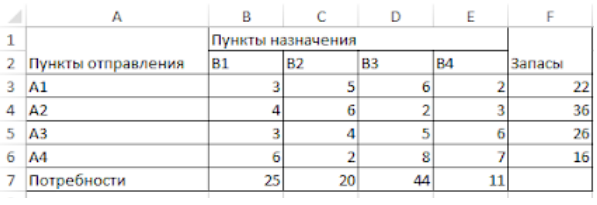 A B C D E F
1 Пункты назначения
2 Пункты отправления B1 B2 B3 B4 Запасы
3 A1 3 5 6 2 22
4 A2 4 6 2 3 36
5 A3 3 4 5 6 26
6 A4 6 2 8 7 16
7 Потребности 25 20 44 11